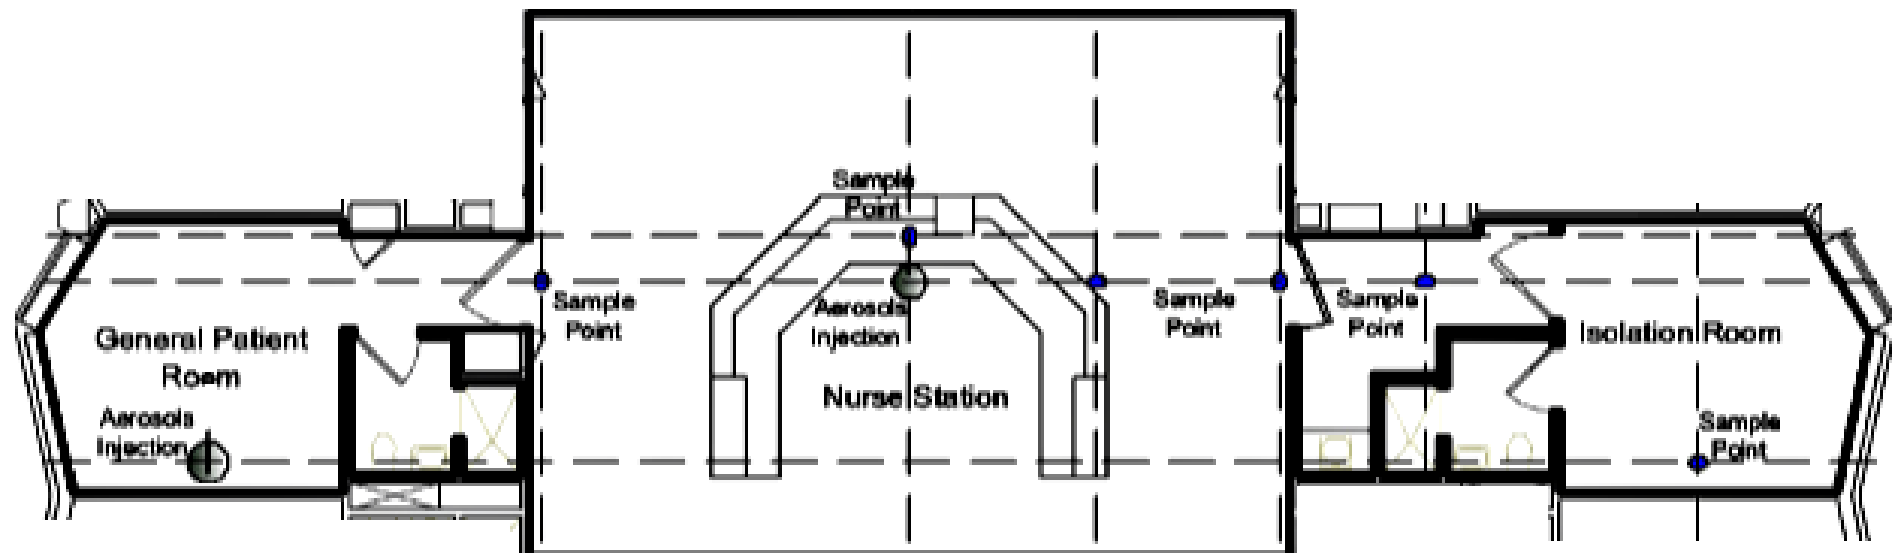 Sample
Point
Sample
Point
Aerosols
Injection
Sample
Point
Sample
Point
General Patient
Room
Isolation Room
Nurse Station
Aerosols
Injection
Sample
Point